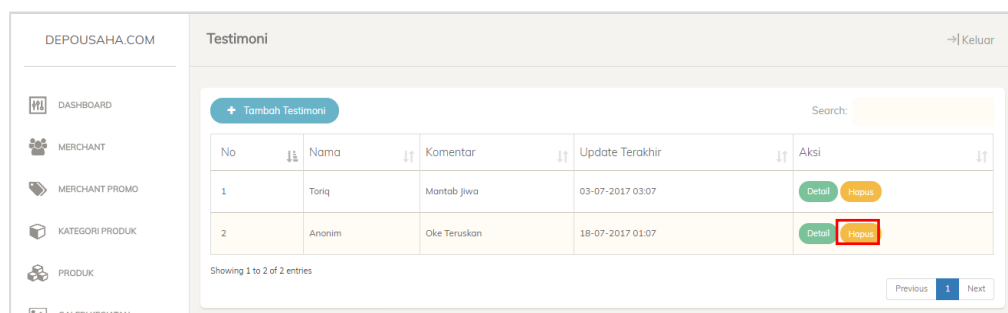 DEPOUSAHA.COM
Testimoni
Keluar
DASHBOARD
MERCHANT
MERCHANT PROMO
KATEGORI PRODUK
PRODUK
+ Tambah Testimoni
Search:
No Nama Komentar Update Terakhir Aksi
1 Toriq Mantab Jiwa 03-07-2017 03:07 Detail Hapus
2 Anonim Oke Teruskan 18-07-2017 01:07 Detail Hapus
Showing 1 to 2 of 2 entries
Previous 1 Next